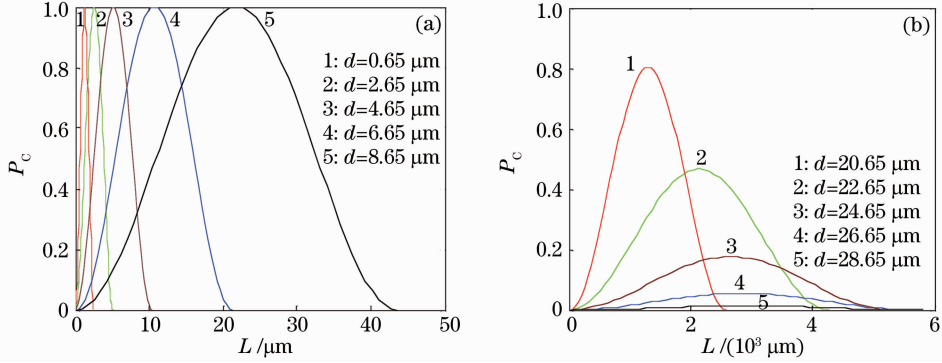 (a)
1 2 3 4 5
1: d=0.65 μm
2: d=2.65 μm
3: d=4.65 μm
4: d=6.65 μm
5: d=8.65 μm
P_C
1.0
0.8
0.6
0.4
0.2
0
0 10 20 30 40 50
L /μm
(b)
1
2
3
4
5
1: d=20.65 μm
2: d=22.65 μm
3: d=24.65 μm
4: d=26.65 μm
5: d=28.65 μm
P_C
1.0
0.8
0.6
0.4
0.2
0
0 2 4 6
L /(10³ μm)